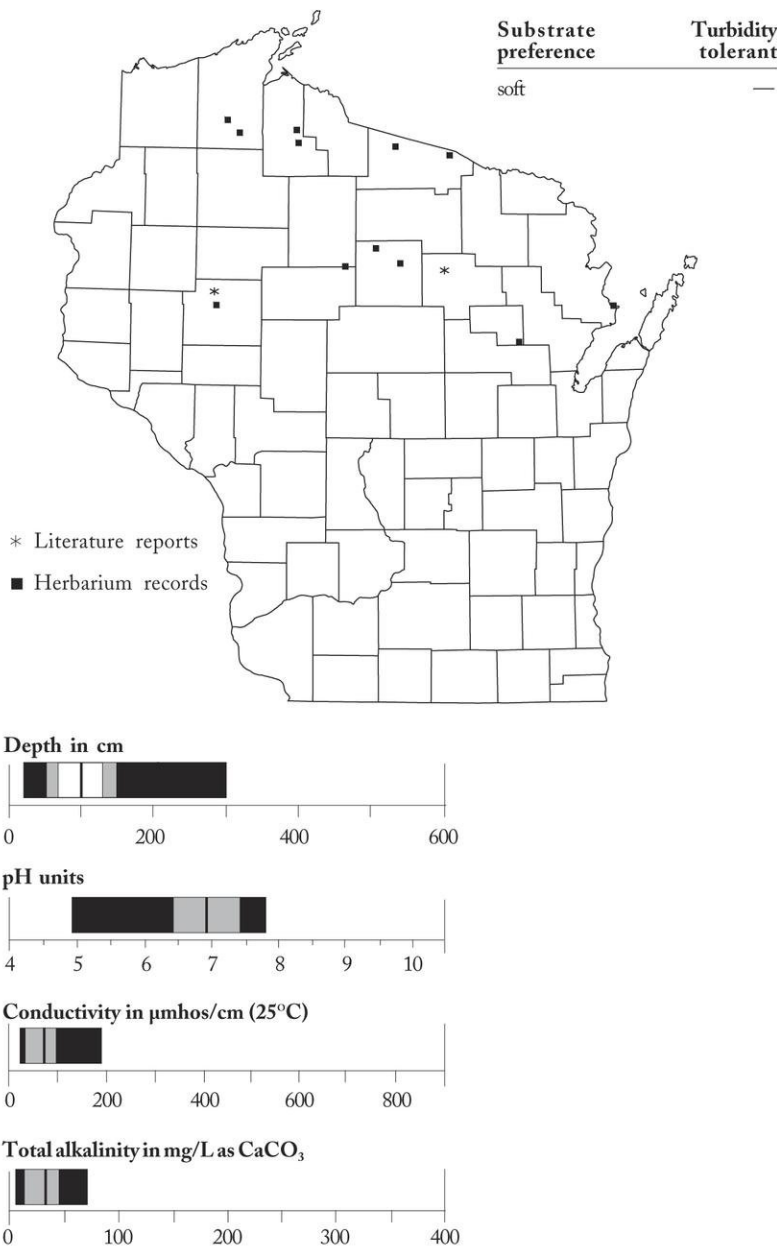 Substrate preference Turbidity tolerant
soft —
* Literature reports
■ Herbarium records
Depth in cm
0 200 400 600
pH units
4 5 6 7 8 9 10
Conductivity in µmhos/cm (25°C)
0 200 400 600 800
Total alkalinity in mg/L as CaCO₃
0 100 200 300 400